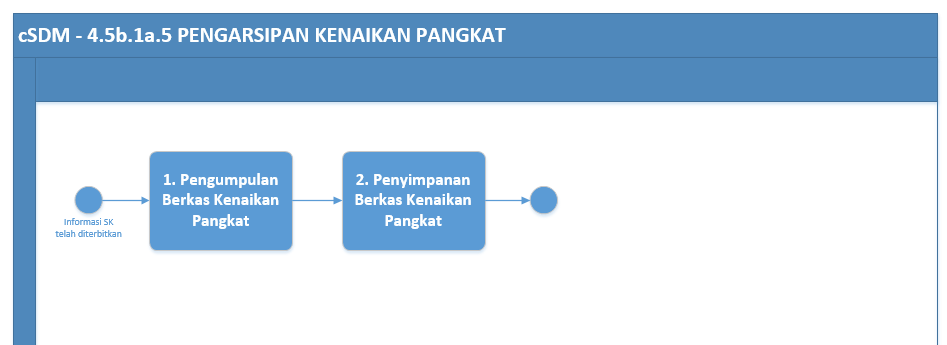 cSDM - 4.5b.1a.5 PENGARSIPAN KENAIKAN PANGKAT
Informasi SK
telah diterbitkan
1. Pengumpulan
Berkas Kenaikan
Pangkat
2. Penyimpanan
Berkas Kenaikan
Pangkat